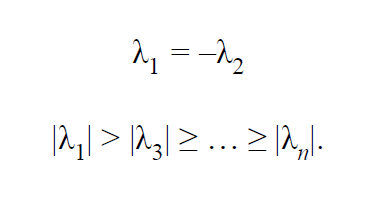 λ₁ = –λ₂
|λ₁| > |λ₃| ≥ … ≥ |λₙ|.